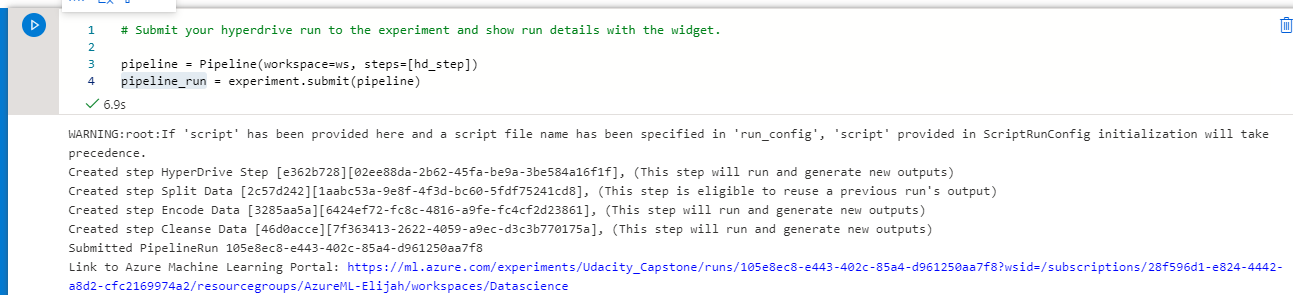 1 # Submit your hyperdrive run to the experiment and show run details with the widget.
2
3 pipeline = Pipeline(workspace=ws, steps=[hd_step])
4 pipeline_run = experiment.submit(pipeline)
6.9s
WARNING:root:If 'script' has been provided here and a script file name has been specified in 'run_config', 'script' provided in ScriptRunConfig initialization will take
precedence.
Created step HyperDrive Step [e362b728][02ee88da-2b62-45fa-be9a-3be584a16f1f], (This step will run and generate new outputs)
Created step Split Data [2c57d242][1aabc53a-9e8f-4f3d-bc60-5fdf75241cd8], (This step is eligible to reuse a previous run's output)
Created step Encode Data [3285aa5a][6424ef72-fc8c-4816-a9fe-fc4cf2d23861], (This step will run and generate new outputs)
Created step Cleanse Data [46d0acce][7f363413-2622-4059-a9ec-d3c3b770175a], (This step will run and generate new outputs)
Submitted PipelineRun 105e8ec8-e443-402c-85a4-d961250aa7f8
Link to Azure Machine Learning Portal: https://ml.azure.com/experiments/Udacity_Capstone/runs/105e8ec8-e443-402c-85a4-d961250aa7f8?wsid=/subscriptions/28f596d1-e824-4442-
a8d2-cfc2169974a2/resourcegroups/AzureML-Elijah/workspaces/Datascience